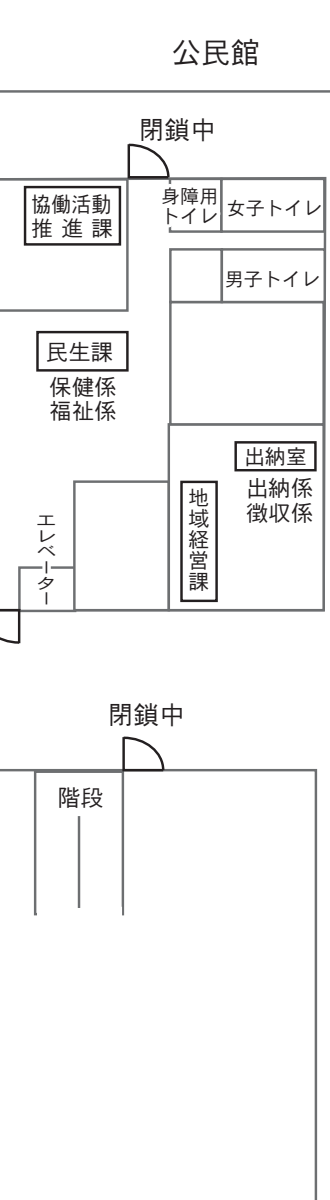 公民館
閉鎖中
協働活動
推進課
身障用
トイレ
女子トイレ
男子トイレ
民生課
保健係
福祉係
出納室
出納係
徴収係
地域経営課
エレベーター
閉鎖中
階段